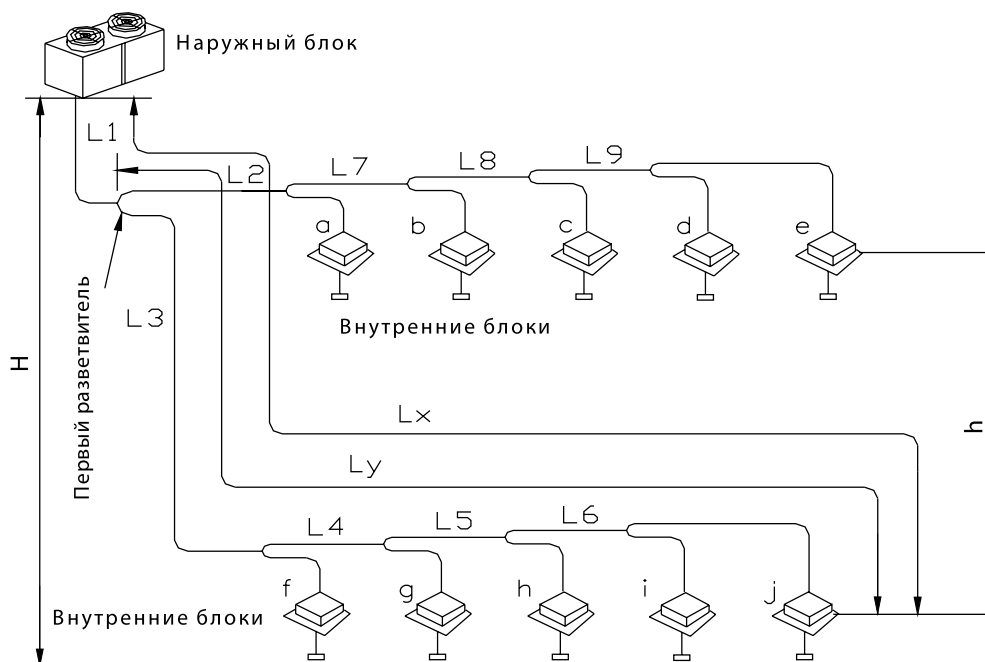 Наружный блок
L1
L2
L7
L8
L9
a
b
c
d
e
Внутренние блоки
L3
Первый разветвитель
H
Lx
Ly
h
L4
L5
L6
f
g
h
i
j
Внутренние блоки